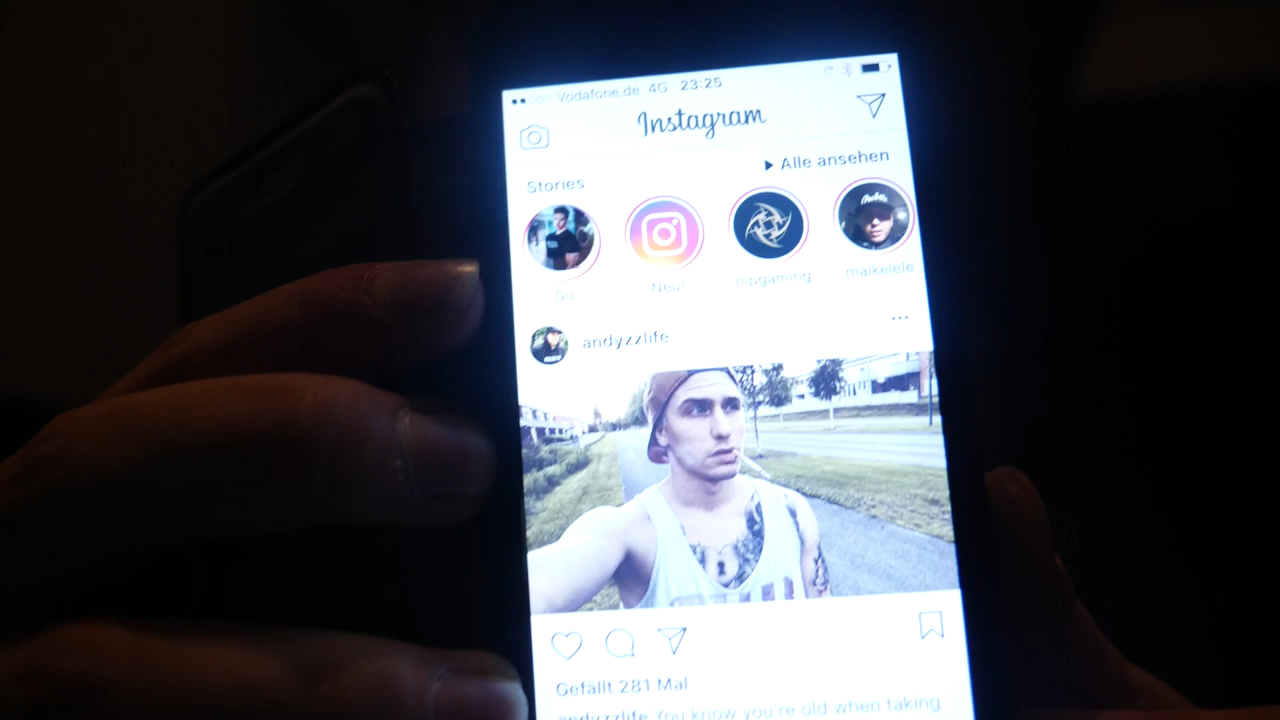 Vodafone.de 4G 23:25
Instagram
Stories
Alle ansehen
Du
Neu!
nipgaming
maikelele
andyzzlife
Gefällt 281 Mal
andyzzlife You know you're old when taking